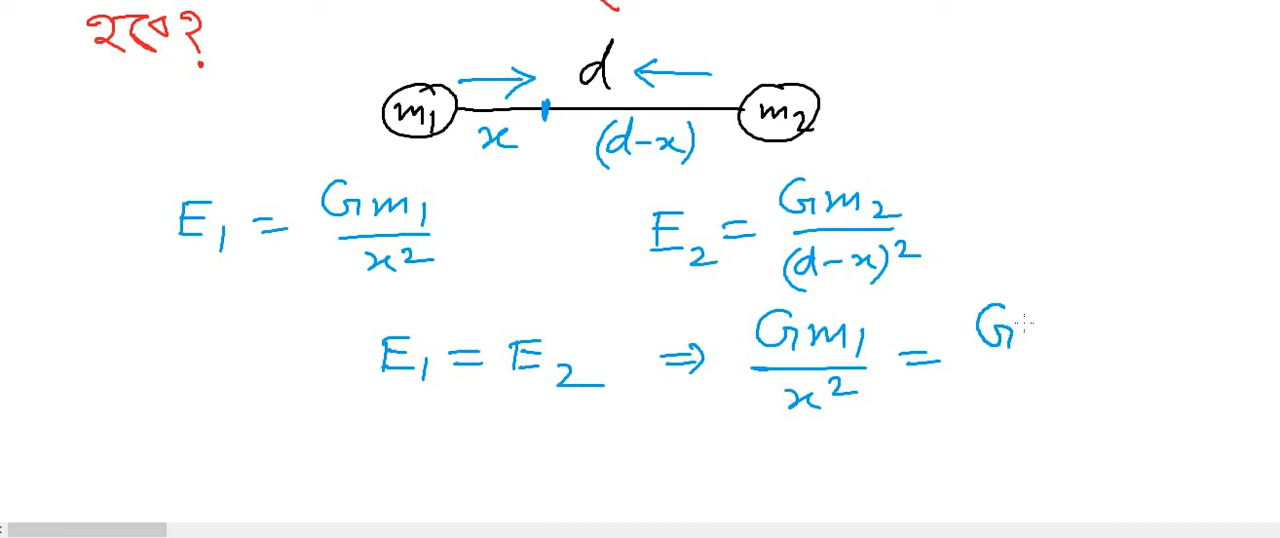 হবে?
d
m₁ m₂
x (d-x)
E₁ = Gm₁/x² E₂ = Gm₂/(d-x)²
E₁ = E₂ ⇒ Gm₁/x² = G